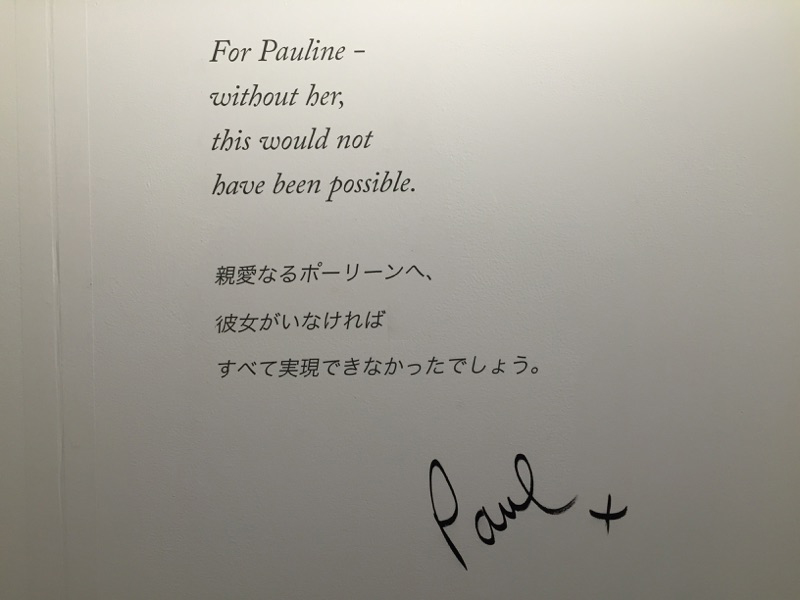 For Pauline –
without her,
this would not
have been possible.
親愛なるポーリーンへ、
彼女がいなければ
すべて実現できなかったでしょう。
Paul +